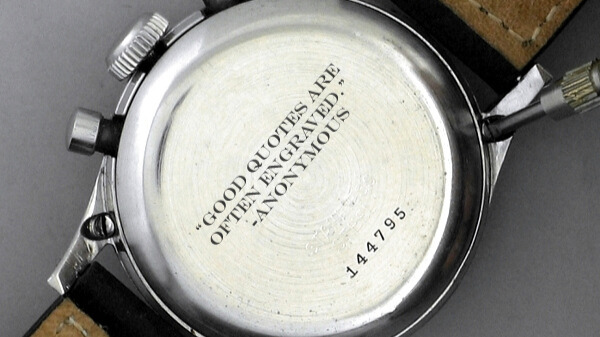 “GOOD QUOTES ARE
OFTEN ENGRAVED.”
-ANONYMOUS
144795